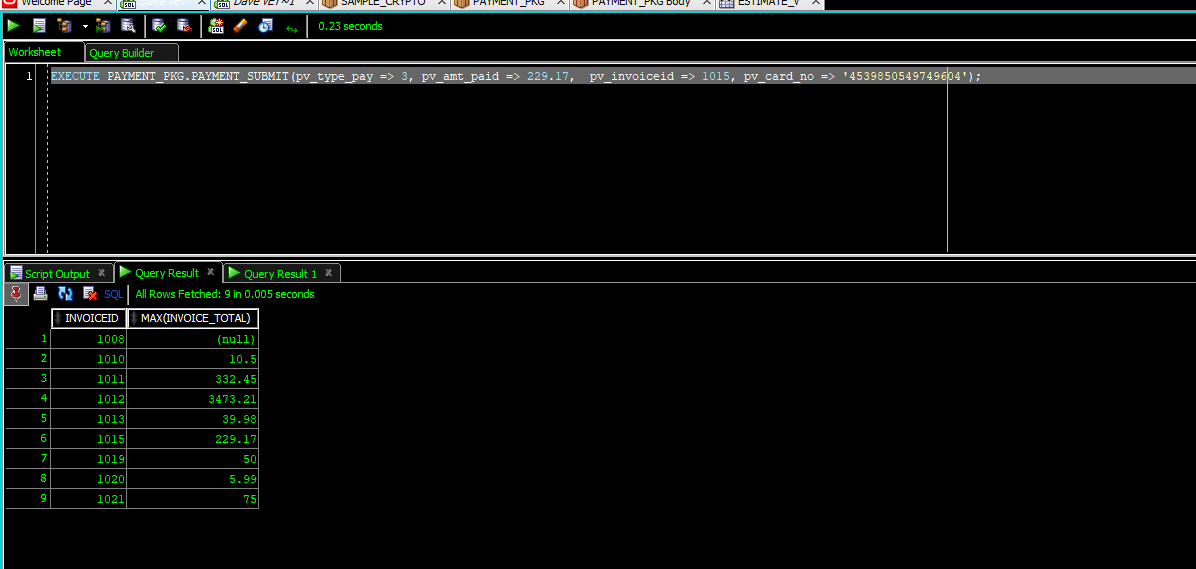 Welcome Page Dave Ver~1 Dave Ver~1 SAMPLE_CRYPTO PAYMENT_PKG PAYMENT_PKG Body ESTIMATE_V
0.23 seconds
Worksheet Query Builder
1 EXECUTE PAYMENT_PKG.PAYMENT_SUBMIT(pv_type_pay => 3, pv_amt_paid => 229.17, pv_invoiceid => 1015, pv_card_no => '4539850549749604');
Script Output Query Result Query Result 1
SQL All Rows Fetched: 9 in 0.005 seconds
INVOICEID MAX(INVOICE_TOTAL)
1 1008 (null)
2 1010 10.5
3 1011 332.45
4 1012 3473.21
5 1013 39.98
6 1015 229.17
7 1019 50
8 1020 5.99
9 1021 75